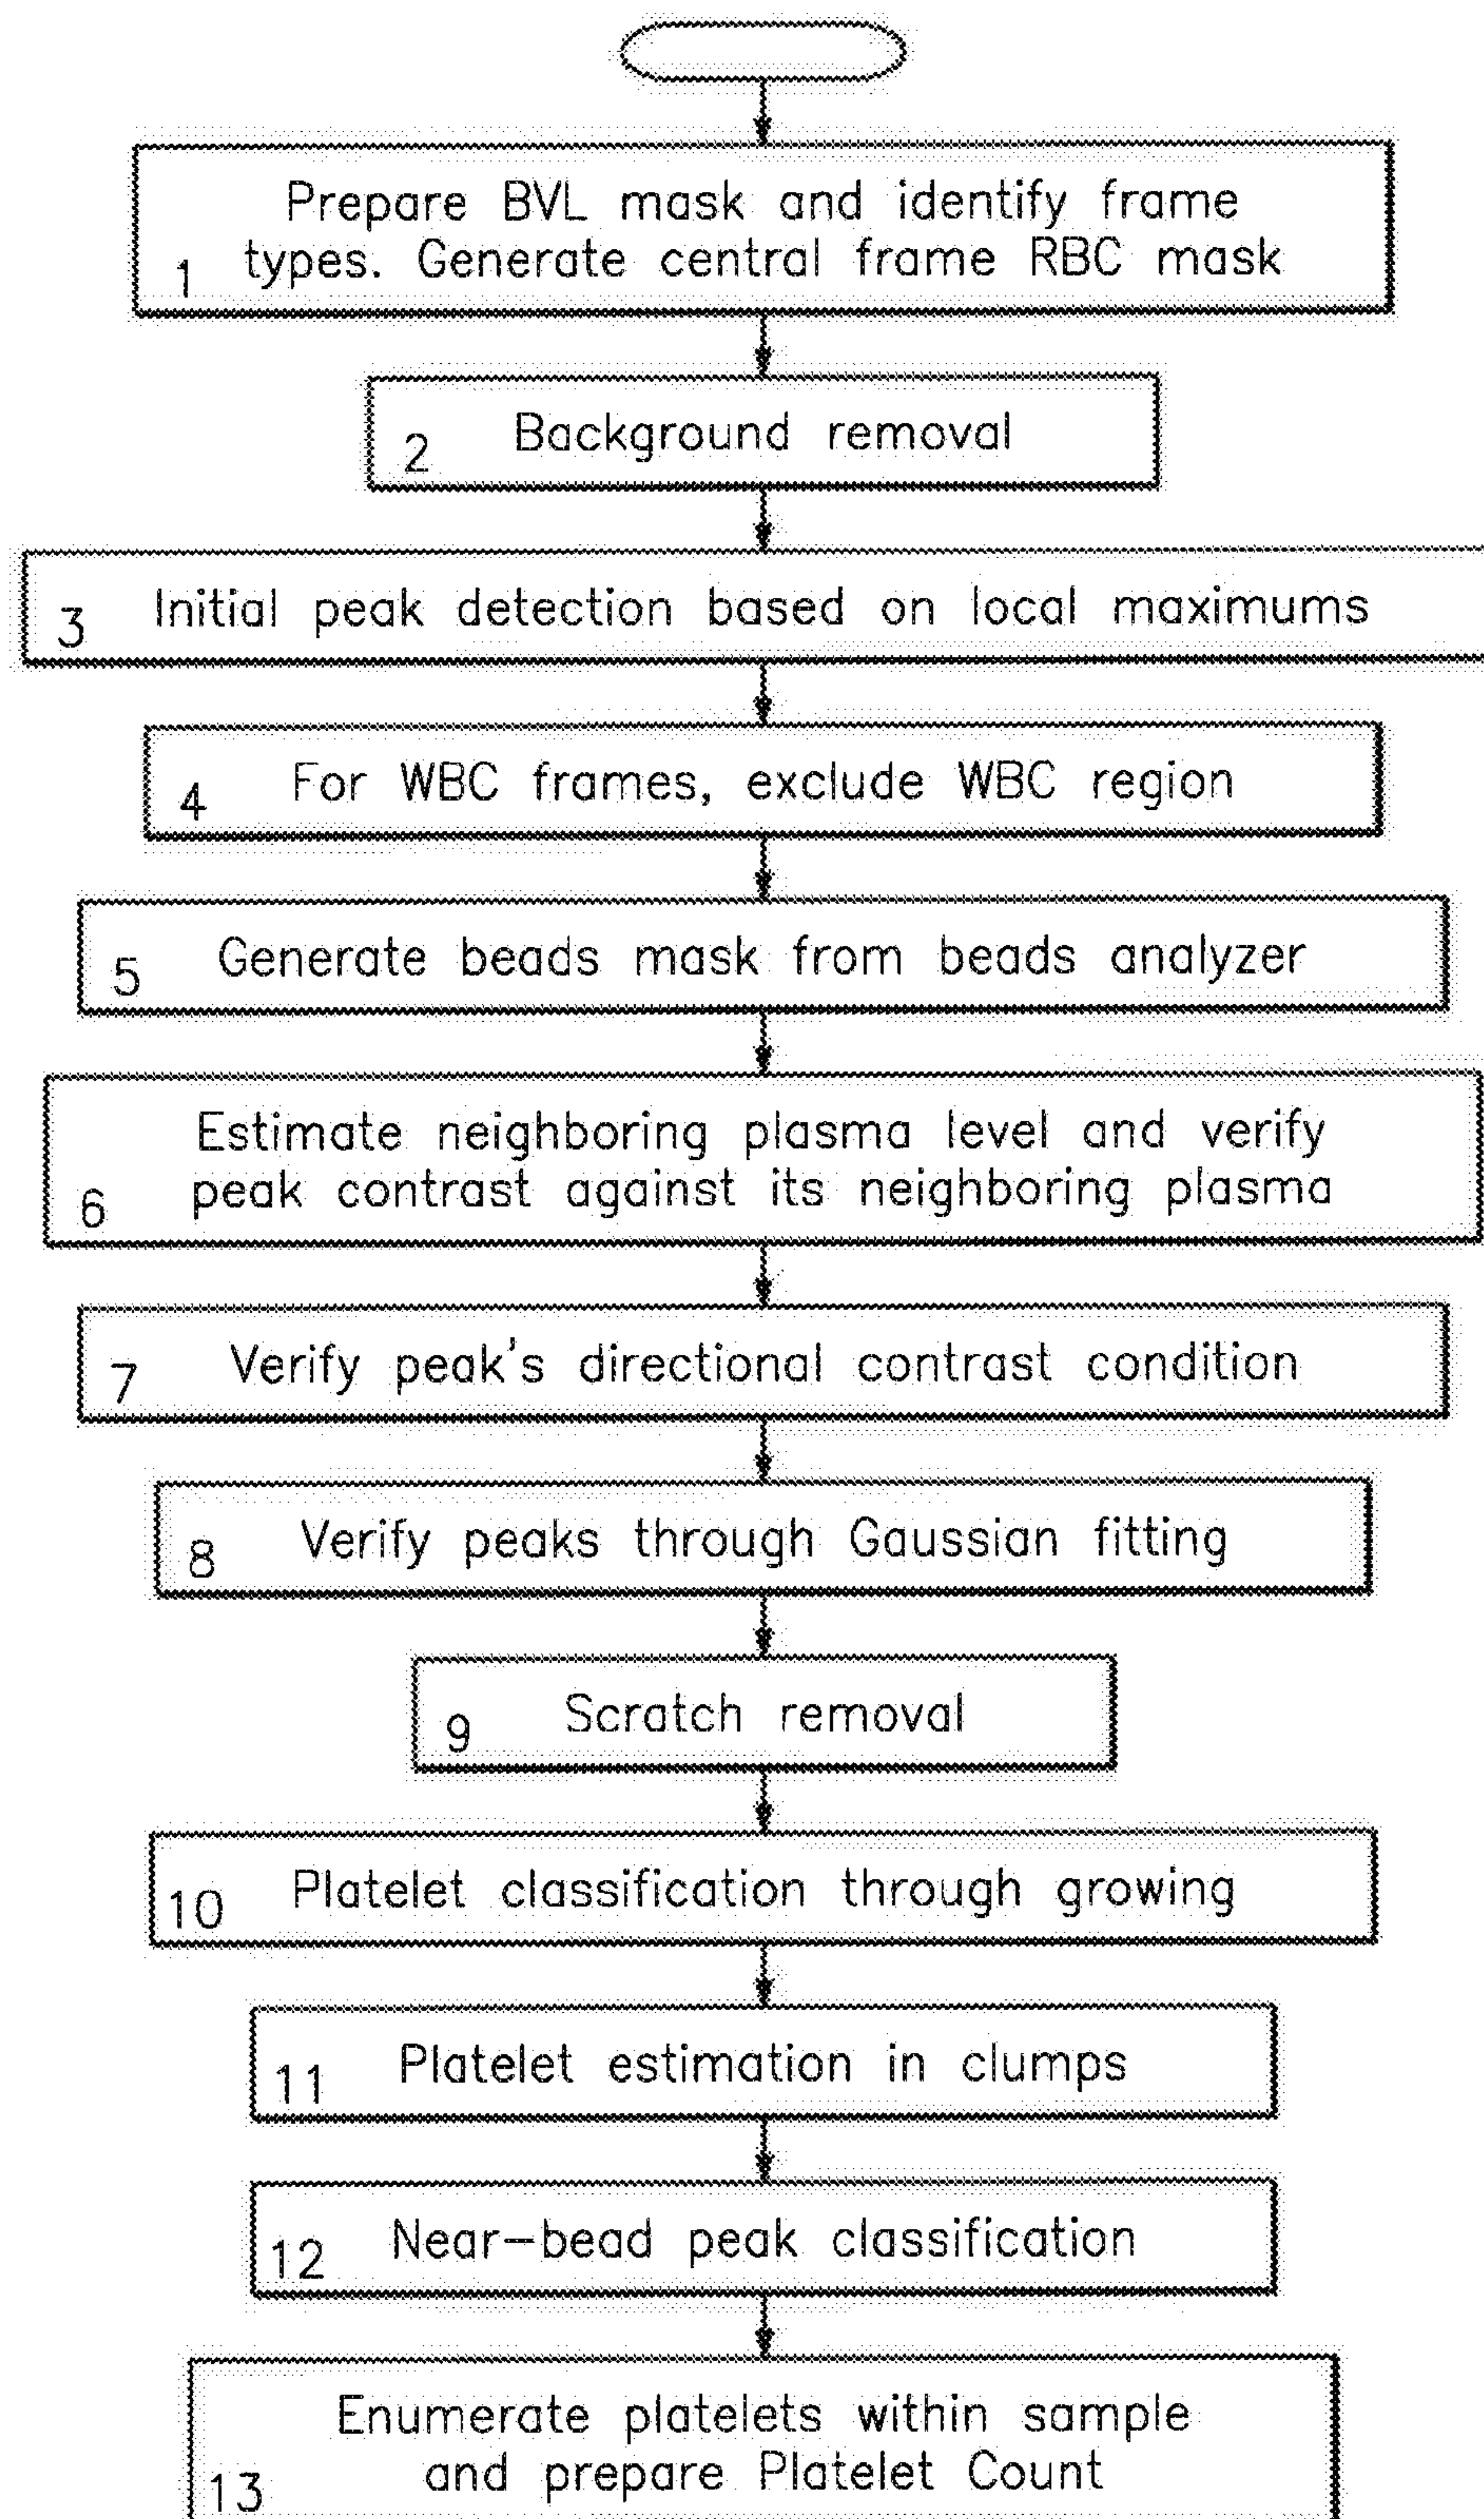 Prepare BVL mask and identify frame
1 types. Generate central frame RBC mask
2 Background removal
3 Initial peak detection based on local maximums
4 For WBC frames, exclude WBC region
5 Generate beads mask from beads analyzer
Estimate neighboring plasma level and verify
6 peak contrast against its neighboring plasma
7 Verify peak's directional contrast condition
8 Verify peaks through Gaussian fitting
9 Scratch removal
10 Platelet classification through growing
11 Platelet estimation in clumps
12 Near-bead peak classification
Enumerate platelets within sample
13 and prepare Platelet Count